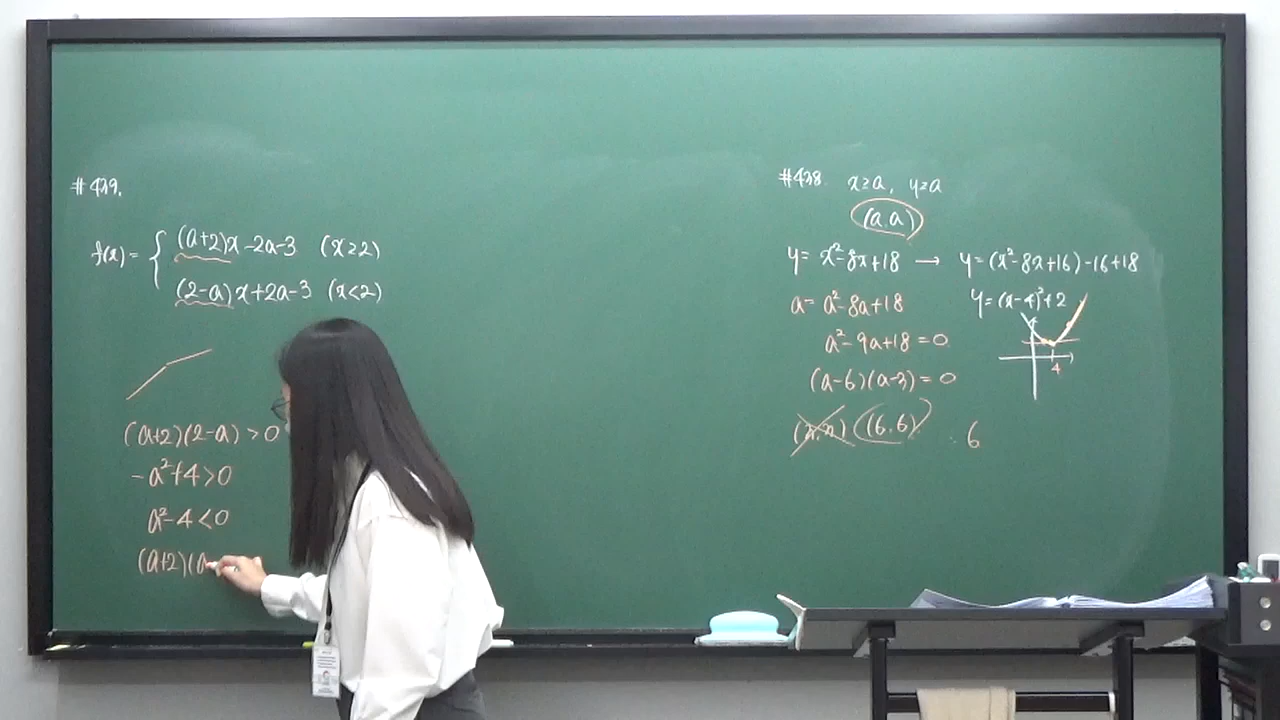 #429.
f(x)= { (a+2)x-2a-3 (x≥2)
(2-a)x+2a-3 (x<2)
(a+2)(2-a)>0
-a²+4>0
a²-4<0
(a+2)(a
#428. x≥a, y≥a
(a,a)
y=x²-8x+18 → y=(x²-8x+16)-16+18
a=a²-8a+18 y=(x-4)²+2
a²-9a+18=0
(a-6)(a-3)=0 4
(6,6) ∴ 6